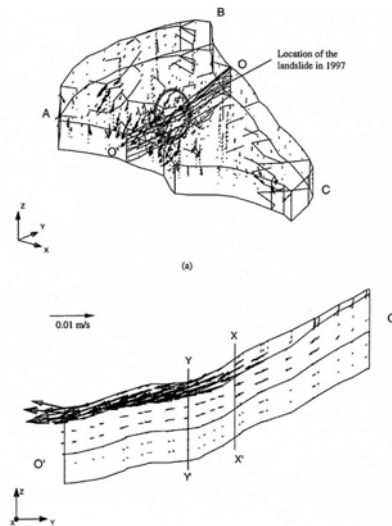 B
Location of the
landslide in 1997
O
A
O'
C
Z
Y
X
(a)
0.01 m/s
O
X
Y
O'
Y'
X'
Z
X
Y